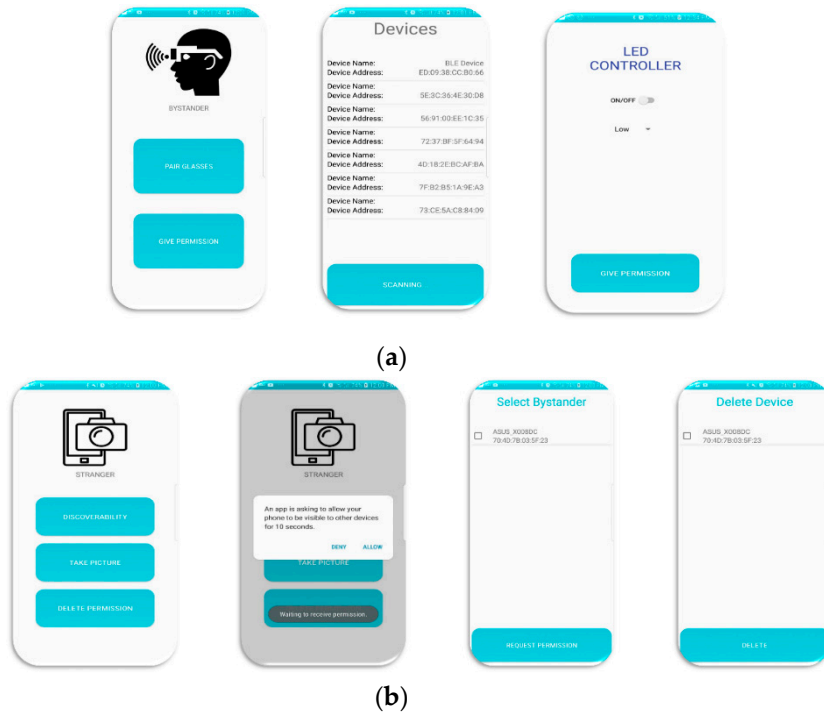 BYSTANDER
PAIR GLASSES
GIVE PERMISSION
Devices
Device Name: BLE Device
Device Address: ED:09:38:CC:B0:66
Device Name:
Device Address: 5E:3C:36:4E:30:D8
Device Name:
Device Address: 56:91:00:EE:1C:35
Device Name:
Device Address: 72:37:BF:5F:64:94
Device Name:
Device Address: 4D:18:2E:BC:AF:BA
Device Name:
Device Address: 7F:B2:B5:1A:9E:A3
Device Name:
Device Address: 73:CE:5A:C8:84:09
SCANNING
LED
CONTROLLER
ON/OFF
Low
GIVE PERMISSION
(a)
STRANGER
DISCOVERABILITY
TAKE PICTURE
DELETE PERMISSION
STRANGER
An app is asking to allow your
phone to be visible to other devices
for 10 seconds.
DENY ALLOW
TAKE PICTURE
Waiting to receive permission.
Select Bystander
ASUS_X008DC
70:4D:7B:03:5F:23
REQUEST PERMISSION
Delete Device
ASUS_X008DC
70:4D:7B:03:5F:23
DELETE
(b)